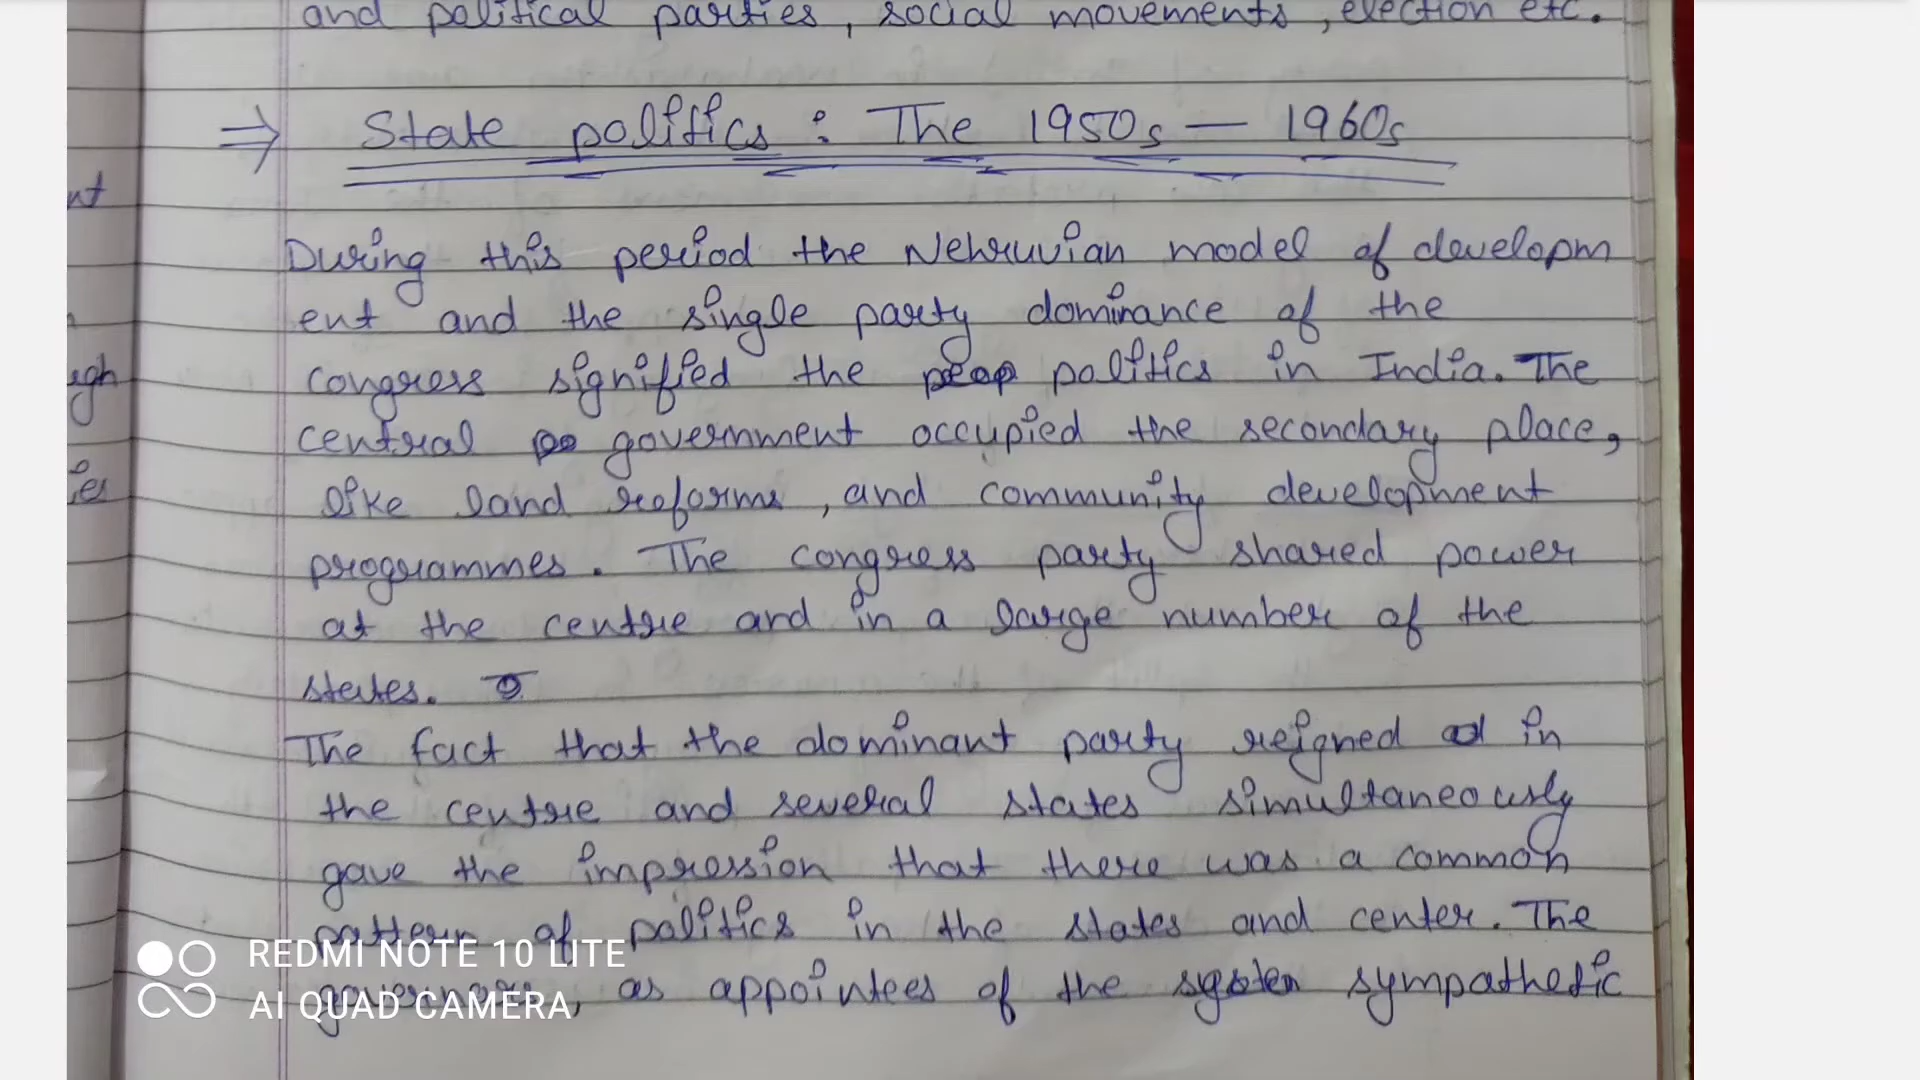 and political parties, social movements, election etc.
⇒ State politics : The 1950s — 1960s
nt
During this period the Nehruvian model of developm
ent and the single party dominance of the
congress signified the politics in India. The
central government occupied the secondary place,
like land reforms, and community development
programmes. The congress party shared power
at the centre and in a large number of the
states.
The fact that the dominant party reigned in
the centre and several states simultaneously
gave the impression that there was a common
pattern of politics in the states and center. The
governors, as appointees of the sympathetic
REDMI NOTE 10 LITE
AI QUAD CAMERA